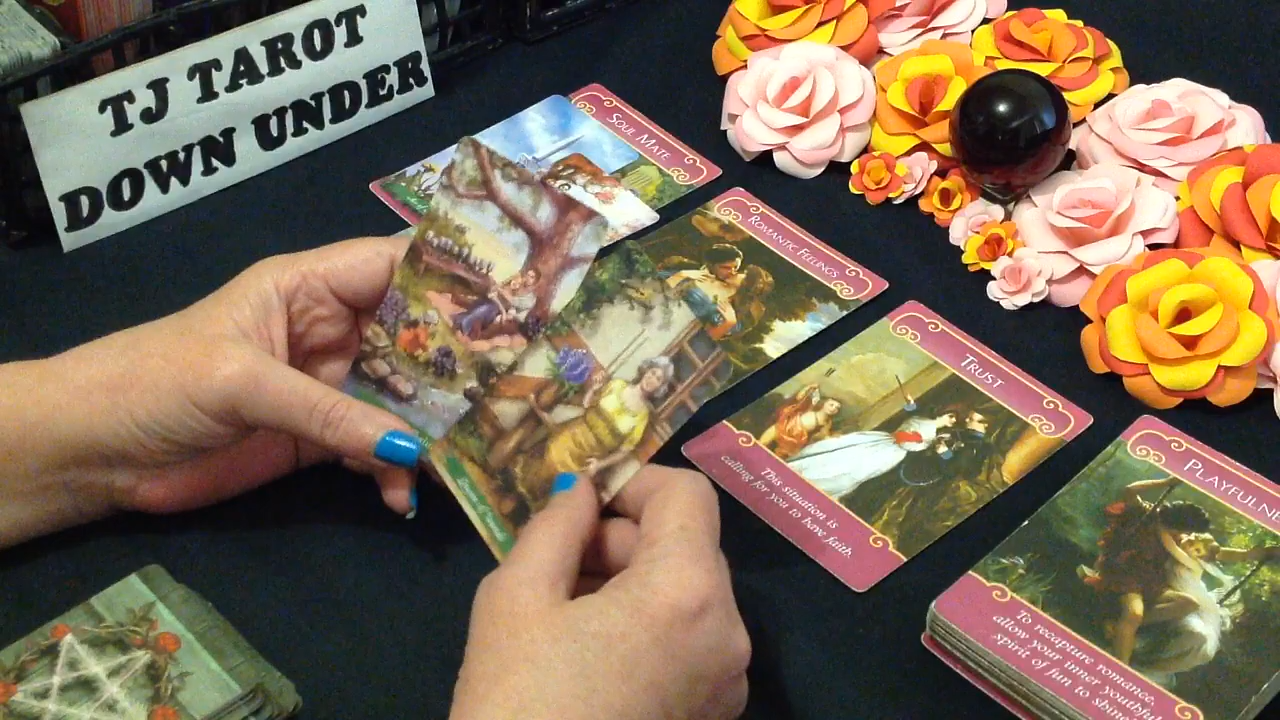 TJ TAROT
DOWN UNDER
SOUL MATE
ROMANTIC FEELINGS
TRUST
This situation is
calling for you to have faith.
PLAYFULNE
To recapture romance,
allow your inner youthful
spirit of fun to shin